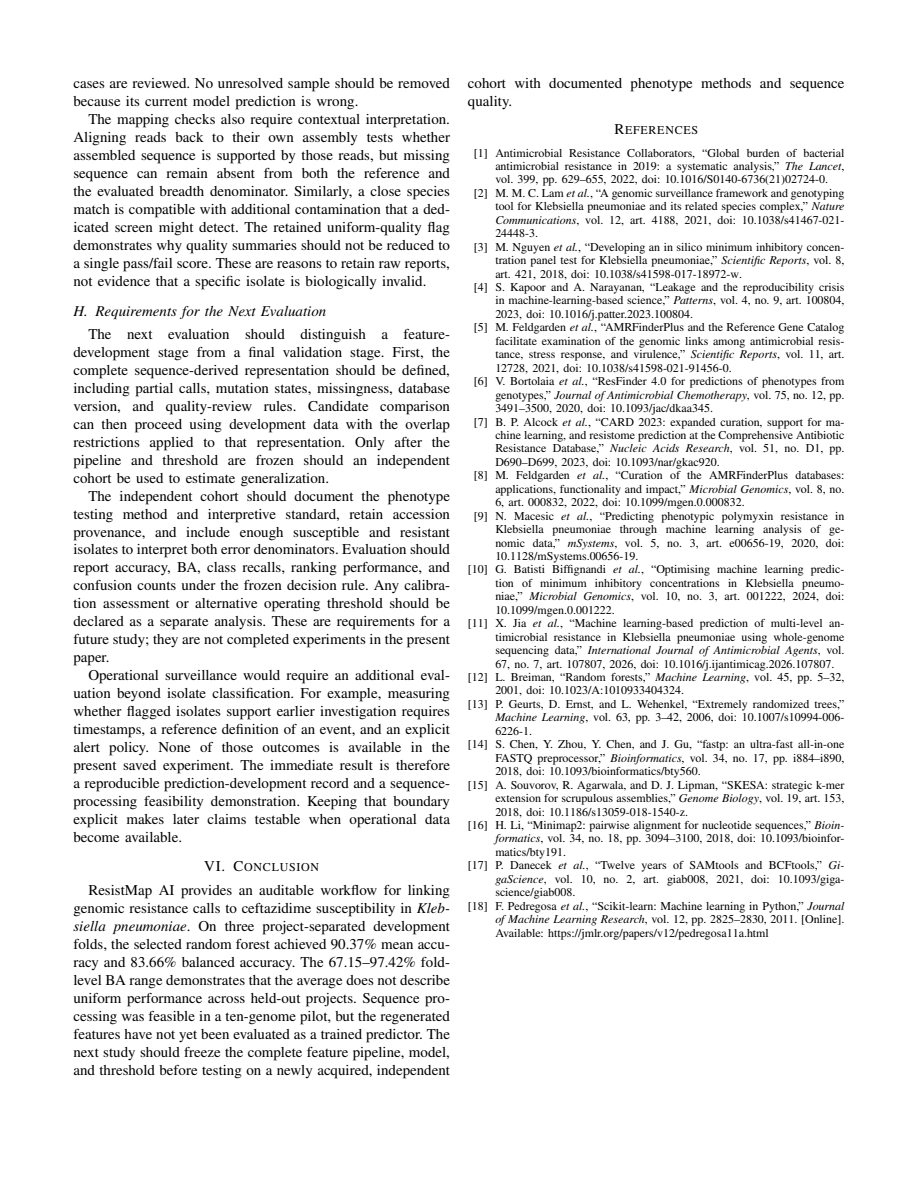 cases are reviewed. No unresolved sample should be removed
because its current model prediction is wrong.
The mapping checks also require contextual interpretation.
Aligning reads back to their own assembly tests whether
assembled sequence is supported by those reads, but missing
sequence can remain absent from both the reference and
the evaluated breadth denominator. Similarly, a close species
match is compatible with additional contamination that a ded-
icated screen might detect. The retained uniform-quality flag
demonstrates why quality summaries should not be reduced to
a single pass/fail score. These are reasons to retain raw reports,
not evidence that a specific isolate is biologically invalid.
H. Requirements for the Next Evaluation
The next evaluation should distinguish a feature-
development stage from a final validation stage. First, the
complete sequence-derived representation should be defined,
including partial calls, mutation states, missingness, database
version, and quality-review rules. Candidate comparison
can then proceed using development data with the overlap
restrictions applied to that representation. Only after the
pipeline and threshold are frozen should an independent
cohort be used to estimate generalization.
The independent cohort should document the phenotype
testing method and interpretive standard, retain accession
provenance, and include enough susceptible and resistant
isolates to interpret both error denominators. Evaluation should
report accuracy, BA, class recalls, ranking performance, and
confusion counts under the frozen decision rule. Any calibra-
tion assessment or alternative operating threshold should be
declared as a separate analysis. These are requirements for a
future study; they are not completed experiments in the present
paper.
Operational surveillance would require an additional eval-
uation beyond isolate classification. For example, measuring
whether flagged isolates support earlier investigation requires
timestamps, a reference definition of an event, and an explicit
alert policy. None of those outcomes is available in the
present saved experiment. The immediate result is therefore
a reproducible prediction-development record and a sequence-
processing feasibility demonstration. Keeping that boundary
explicit makes later claims testable when operational data
become available.
VI. CONCLUSION
ResistMap AI provides an auditable workflow for linking
genomic resistance calls to ceftazidime susceptibility in Kleb-
siella pneumoniae. On three project-separated development
folds, the selected random forest achieved 90.37% mean accu-
racy and 83.66% balanced accuracy. The 67.15–97.42% fold-
level BA range demonstrates that the average does not describe
uniform performance across held-out projects. Sequence pro-
cessing was feasible in a ten-genome pilot, but the regenerated
features have not yet been evaluated as a trained predictor. The
next study should freeze the complete feature pipeline, model,
and threshold before testing on a newly acquired, independent
cohort with documented phenotype methods and sequence
quality.
REFERENCES
[1] Antimicrobial Resistance Collaborators, “Global burden of bacterial
antimicrobial resistance in 2019: a systematic analysis,” The Lancet,
vol. 399, pp. 629–655, 2022, doi: 10.1016/S0140-6736(21)02724-0.
[2] M. M. C. Lam et al., “A genomic surveillance framework and genotyping
tool for Klebsiella pneumoniae and its related species complex,” Nature
Communications, vol. 12, art. 4188, 2021, doi: 10.1038/s41467-021-
24448-3.
[3] M. Nguyen et al., “Developing an in silico minimum inhibitory concen-
tration panel test for Klebsiella pneumoniae,” Scientific Reports, vol. 8,
art. 421, 2018, doi: 10.1038/s41598-017-18972-w.
[4] S. Kapoor and A. Narayanan, “Leakage and the reproducibility crisis
in machine-learning-based science,” Patterns, vol. 4, no. 9, art. 100804,
2023, doi: 10.1016/j.patter.2023.100804.
[5] M. Feldgarden et al., “AMRFinderPlus and the Reference Gene Catalog
facilitate examination of the genomic links among antimicrobial resis-
tance, stress response, and virulence,” Scientific Reports, vol. 11, art.
12728, 2021, doi: 10.1038/s41598-021-91456-0.
[6] V. Bortolaia et al., “ResFinder 4.0 for predictions of phenotypes from
genotypes,” Journal of Antimicrobial Chemotherapy, vol. 75, no. 12, pp.
3491–3500, 2020, doi: 10.1093/jac/dkaa345.
[7] B. P. Alcock et al., “CARD 2023: expanded curation, support for ma-
chine learning, and resistome prediction at the Comprehensive Antibiotic
Resistance Database,” Nucleic Acids Research, vol. 51, no. D1, pp.
D690–D699, 2023, doi: 10.1093/nar/gkac920.
[8] M. Feldgarden et al., “Curation of the AMRFinderPlus databases:
applications, functionality and impact,” Microbial Genomics, vol. 8, no.
6, art. 000832, 2022, doi: 10.1099/mgen.0.000832.
[9] N. Macesic et al., “Predicting phenotypic polymyxin resistance in
Klebsiella pneumoniae through machine learning analysis of ge-
nomic data,” mSystems, vol. 5, no. 3, art. e00656-19, 2020, doi:
10.1128/mSystems.00656-19.
[10] G. Batisti Biffignandi et al., “Optimising machine learning predic-
tion of minimum inhibitory concentrations in Klebsiella pneumo-
niae,” Microbial Genomics, vol. 10, no. 3, art. 001222, 2024, doi:
10.1099/mgen.0.001222.
[11] X. Jia et al., “Machine learning-based prediction of multi-level an-
timicrobial resistance in Klebsiella pneumoniae using whole-genome
sequencing data,” International Journal of Antimicrobial Agents, vol.
67, no. 7, art. 107807, 2026, doi: 10.1016/j.ijantimicag.2026.107807.
[12] L. Breiman, “Random forests,” Machine Learning, vol. 45, pp. 5–32,
2001, doi: 10.1023/A:1010933404324.
[13] P. Geurts, D. Ernst, and L. Wehenkel, “Extremely randomized trees,”
Machine Learning, vol. 63, pp. 3–42, 2006, doi: 10.1007/s10994-006-
6226-1.
[14] S. Chen, Y. Zhou, Y. Chen, and J. Gu, “fastp: an ultra-fast all-in-one
FASTQ preprocessor,” Bioinformatics, vol. 34, no. 17, pp. i884–i890,
2018, doi: 10.1093/bioinformatics/bty560.
[15] A. Souvorov, R. Agarwala, and D. J. Lipman, “SKESA: strategic k-mer
extension for scrupulous assemblies,” Genome Biology, vol. 19, art. 153,
2018, doi: 10.1186/s13059-018-1540-z.
[16] H. Li, “Minimap2: pairwise alignment for nucleotide sequences,” Bioin-
formatics, vol. 34, no. 18, pp. 3094–3100, 2018, doi: 10.1093/bioinfor-
matics/bty191.
[17] P. Danecek et al., “Twelve years of SAMtools and BCFtools,” Gi-
gaScience, vol. 10, no. 2, art. giab008, 2021, doi: 10.1093/giga-
science/giab008.
[18] F. Pedregosa et al., “Scikit-learn: Machine learning in Python,” Journal
of Machine Learning Research, vol. 12, pp. 2825–2830, 2011. [Online].
Available: https://jmlr.org/papers/v12/pedregosa11a.html